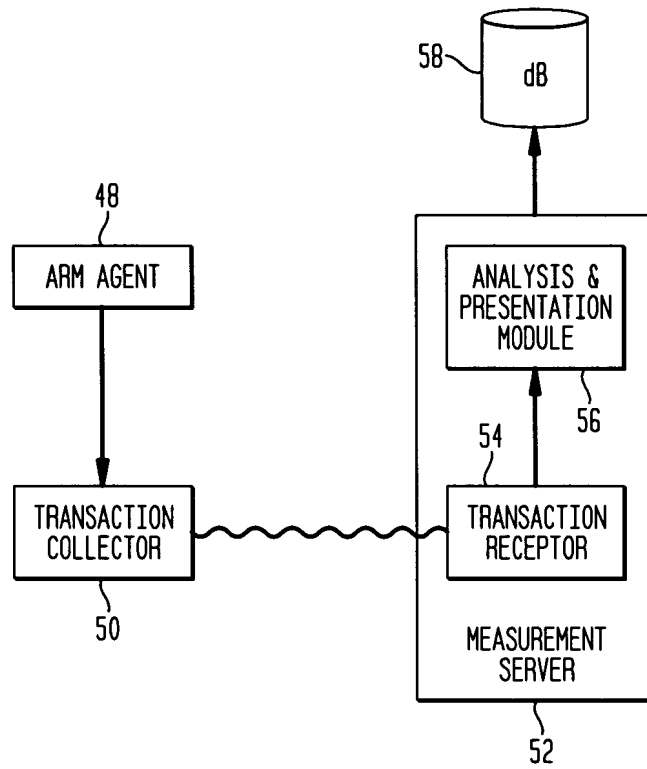 58
dB
48
ARM AGENT
ANALYSIS &
PRESENTATION
MODULE
56
54
TRANSACTION
COLLECTOR
TRANSACTION
RECEPTOR
50
MEASUREMENT
SERVER
52